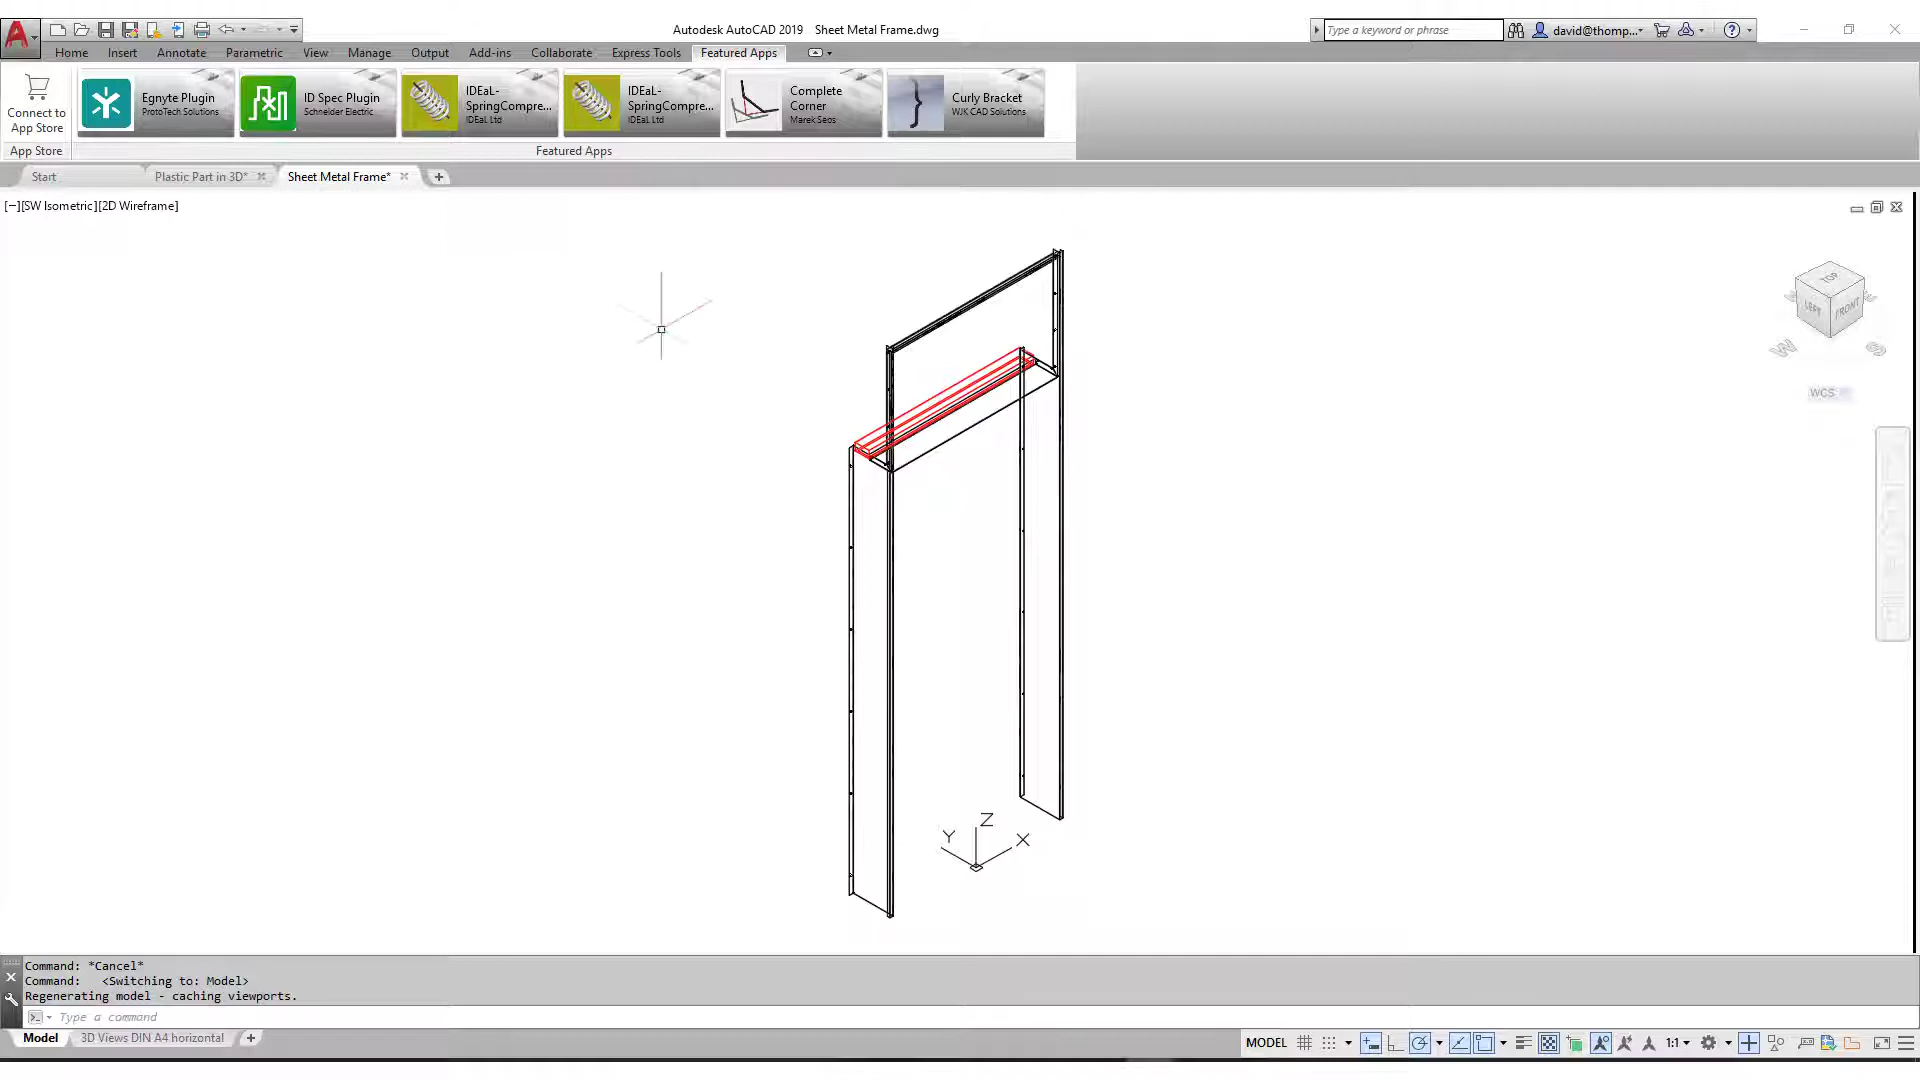 Autodesk AutoCAD 2019 Sheet Metal Frame.dwg
Type a keyword or phrase
david@thomp...
Home Insert Annotate Parametric View Manage Output Add-ins Collaborate Express Tools Featured Apps
Connect to
App Store
App Store
Egnyte Plugin
ProtoTech Solutions
ID Spec Plugin
Schneider Electric
IDEaL-
SpringCompre...
IDEaL Ltd
IDEaL-
SpringCompre...
IDEaL Ltd
Complete
Corner
Marek Seos
Curly Bracket
WJK CAD Solutions
Featured Apps
Start Plastic Part in 3D* Sheet Metal Frame*
[−][SW Isometric][2D Wireframe]
TOP
LEFT FRONT
W S
WCS
Z
Y X
Command: *Cancel*
Command: <Switching to: Model>
Regenerating model - caching viewports.
Type a command
Model 3D Views DIN A4 horizontal
MODEL 1:1